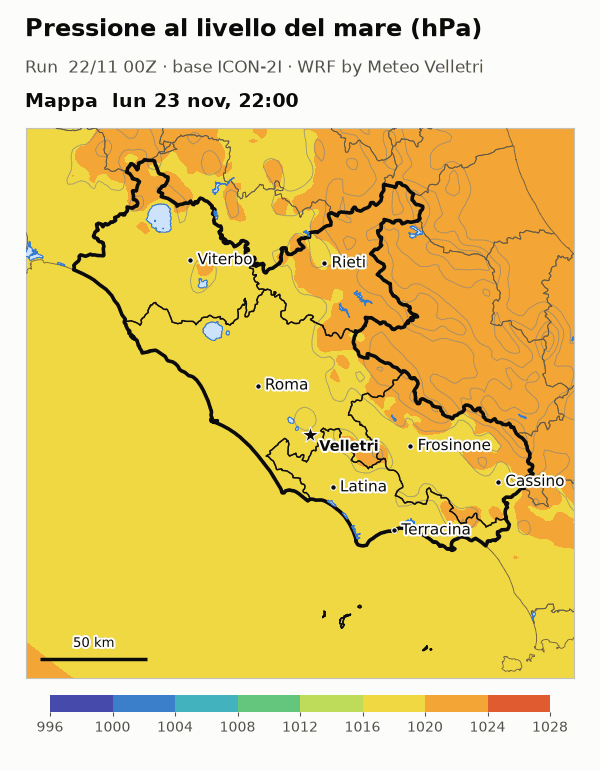 Pressione al livello del mare (hPa)
Run  22/11 00Z · base ICON-2I · WRF by Meteo Velletri
Mappa  lun 23 nov, 22:00
Viterbo
Rieti
Roma
Velletri
Frosinone
Latina
Cassino
Terracina
50 km
996 1000 1004 1008 1012 1016 1020 1024 1028